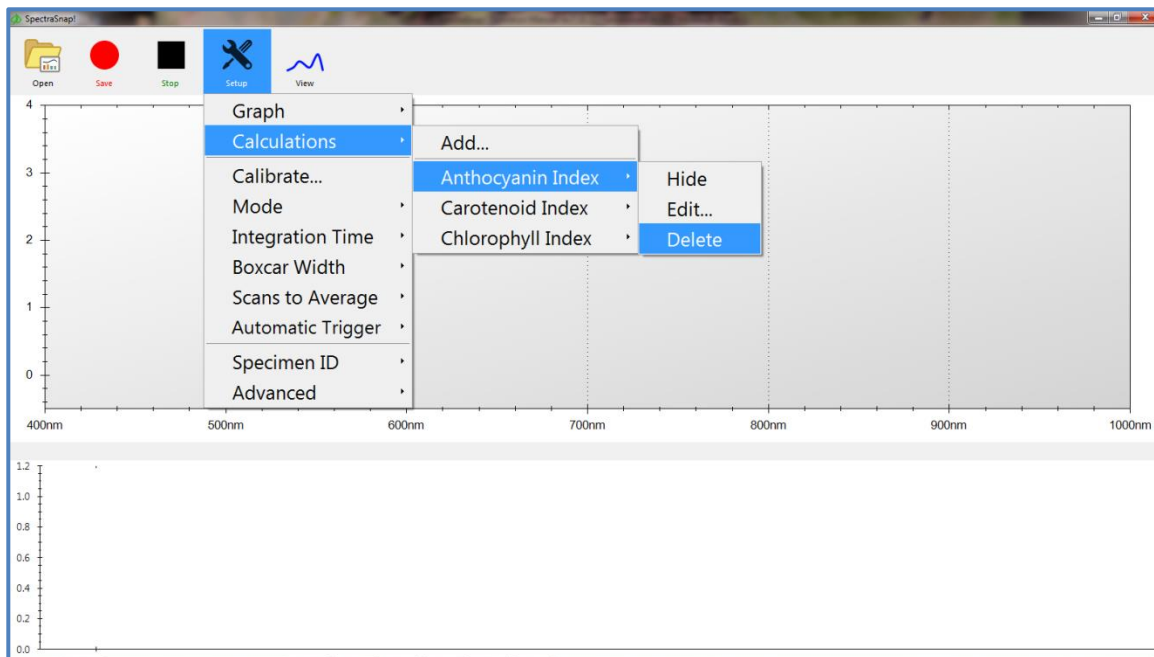 SpectraSnap!
Open Save Stop Setup View
Graph
Calculations
Calibrate...
Mode
Integration Time
Boxcar Width
Scans to Average
Automatic Trigger
Specimen ID
Advanced
Add...
Anthocyanin Index
Carotenoid Index
Chlorophyll Index
Hide
Edit...
Delete
4
3
2
1
0
400nm 500nm 600nm 700nm 800nm 900nm 1000nm
1.2
1.0
0.8
0.6
0.4
0.2
0.0